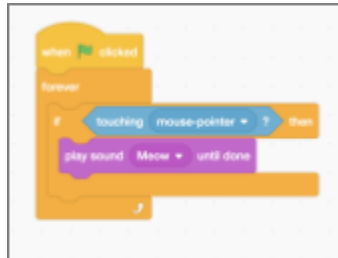 when clicked
forever
if touching mouse-pointer ? then
play sound Meow until done